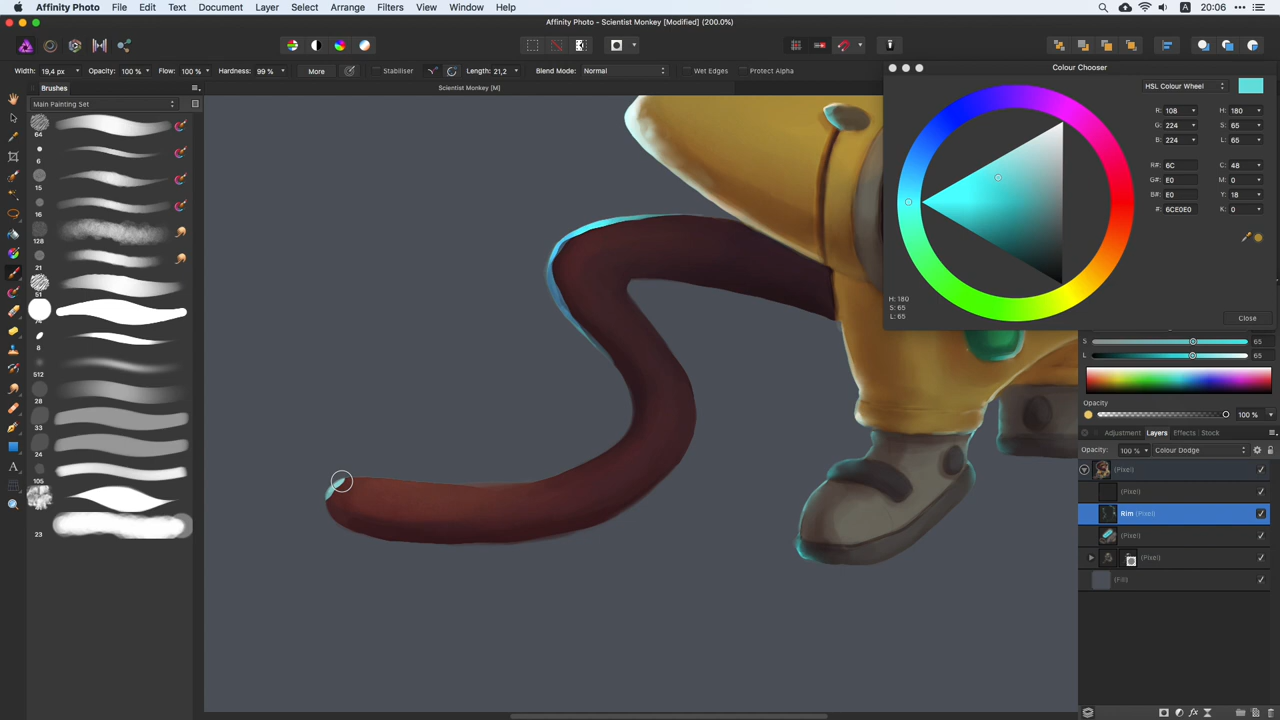 Affinity Photo File Edit Text Document Layer Select Arrange Filters View Window Help A 20:06
Affinity Photo - Scientist Monkey [Modified] (200.0%)
Width: 19,4 px Opacity: 100 % Flow: 100 % Hardness: 99 % More Stabiliser Length: 21,2 Blend Mode: Normal Wet Edges Protect Alpha
Colour Chooser
Brushes
Scientist Monkey [M]
Main Painting Set
HSL Colour Wheel
R: 108 H: 180
G: 224 S: 65
B: 224 L: 65
R#: 6C C: 48
G#: E0 M: 0
B#: E0 Y: 18
#: 6CE0E0 K: 0
H: 180
S: 65
L: 65
Close
64
6
15
16
128
21
51
8
512
33
24
105
23
S 65
L 65
Opacity
100 %
Adjustment Layers Effects Stock
Opacity: 100 % Colour Dodge
(Pixel)
(Pixel)
Rim (Pixel)
(Pixel)
(Pixel)
(Fill)